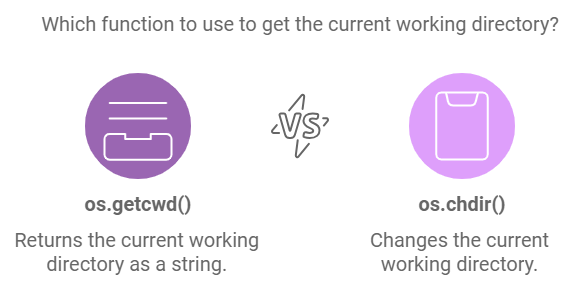 Which function to use to get the current working directory?
VS?
os.getcwd()
os.chdir()
Returns the current working
directory as a string.
Changes the current
working directory.